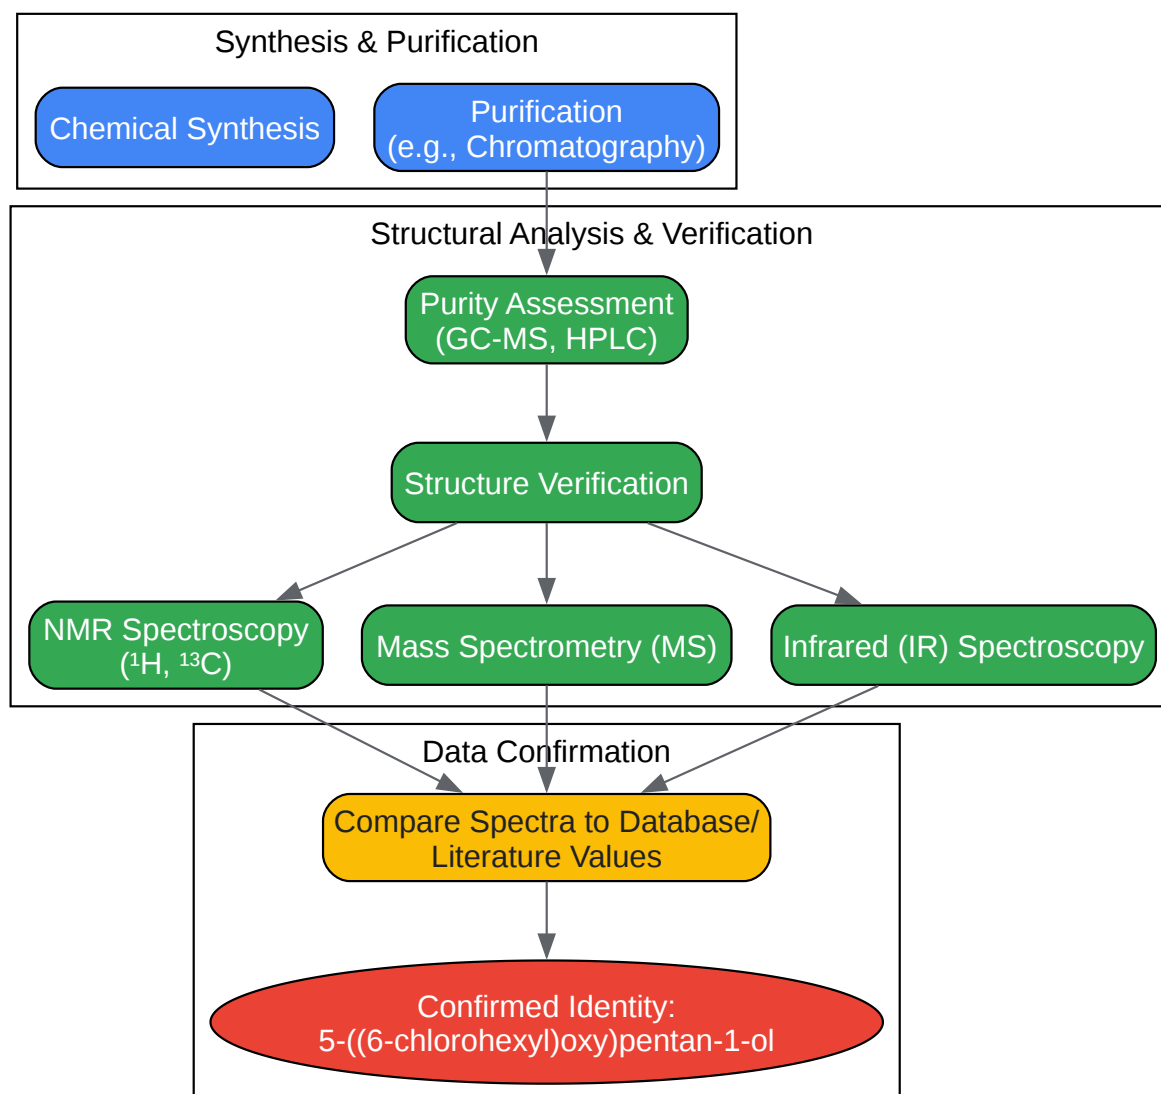 Synthesis & Purification
Chemical Synthesis
Purification
(e.g., Chromatography)
Structural Analysis & Verification
Purity Assessment
(GC-MS, HPLC)
Structure Verification
NMR Spectroscopy
(¹H, ¹³C)
Mass Spectrometry (MS)
Infrared (IR) Spectroscopy
Data Confirmation
Compare Spectra to Database/
Literature Values
Confirmed Identity:
5-((6-chlorohexyl)oxy)pentan-1-ol